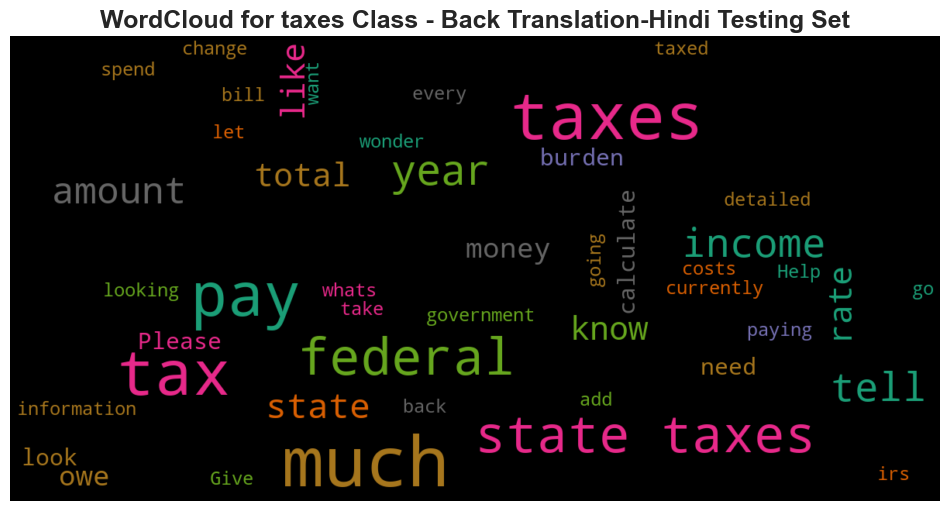 WordCloud for taxes Class - Back Translation-Hindi Testing Set
change
taxed
spend
like
want
bill
every
taxes
let
wonder
burden
total
year
amount
calculate
detailed
money
going
income
costs
Help
currently
rate
go
looking
pay
whats
take
government
know
paying
Please
federal
tax
need
tell
information
state
back
add
state taxes
look
owe
Give
much
irs